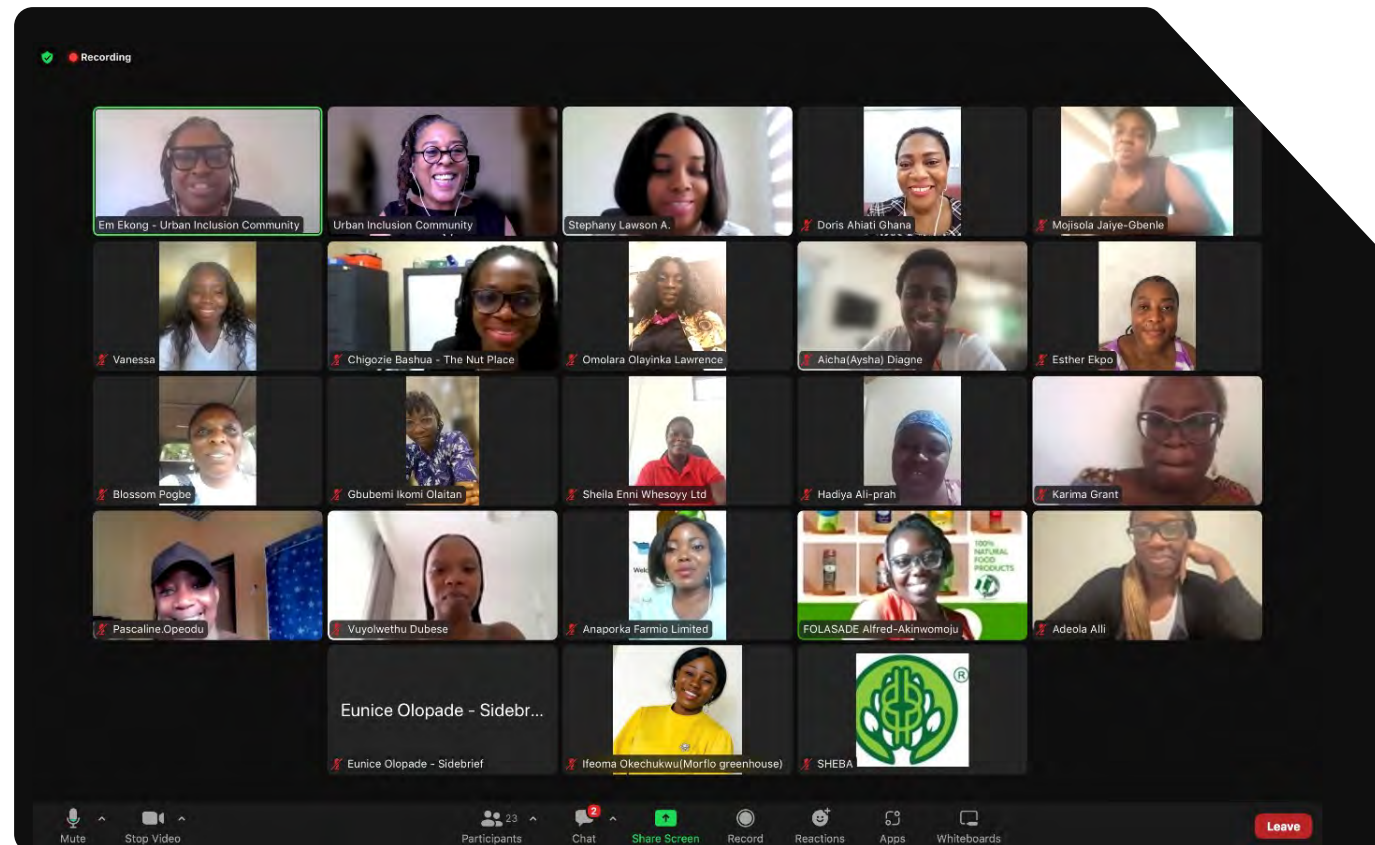 Recording
Em Ekong - Urban Inclusion Community
Urban Inclusion Community
Stephany Lawson A.
Doris Ahiati Ghana
Mojisola Jaiye-Gbenle
Vanessa
Chigozie Bashua - The Nut Place
Omolara Olayinka Lawrence
Aicha(Aysha) Diagne
Esther Ekpo
Blossom Pogbe
Gbubemi Ikomi Olaitan
Sheila Enni Whesoyy Ltd
Hadiya Ali-prah
Karima Grant
Pascaline.Opeodu
Vuyolwethu Dubese
Welc
Anaporka Farmio Limited
100%
NATURAL
FOOD
PRODUCTS
FOLASADE Alfred-Akinwomoju
Adeola Alli
Eunice Olopade - Sidebr...
Eunice Olopade - Sidebrief
Ifeoma Okechukwu(Morflo greenhouse)
®
SHEBA
23
2
Mute
Stop Video
Participants
Chat
Share Screen
Record
Reactions
Apps
Whiteboards
Leave